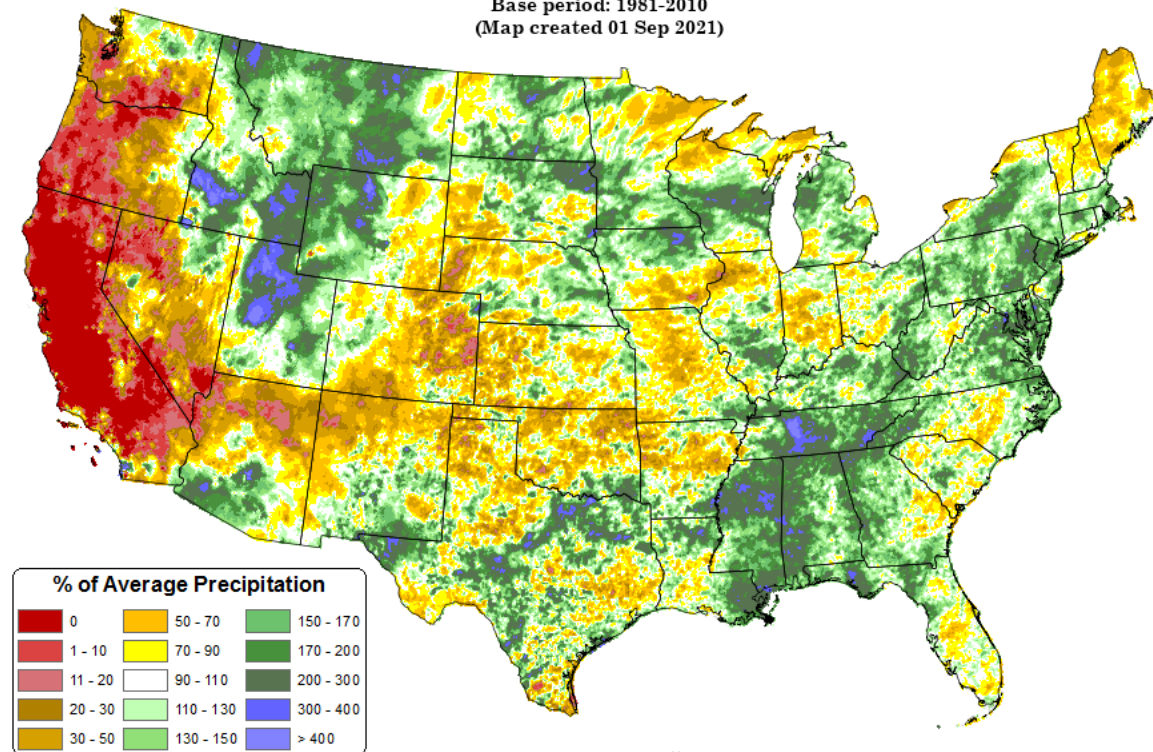 Base period: 1981-2010
(Map created 01 Sep 2021)
% of Average Precipitation
0
1 - 10
11 - 20
20 - 30
30 - 50
50 - 70
70 - 90
90 - 110
110 - 130
130 - 150
150 - 170
170 - 200
200 - 300
300 - 400
> 400